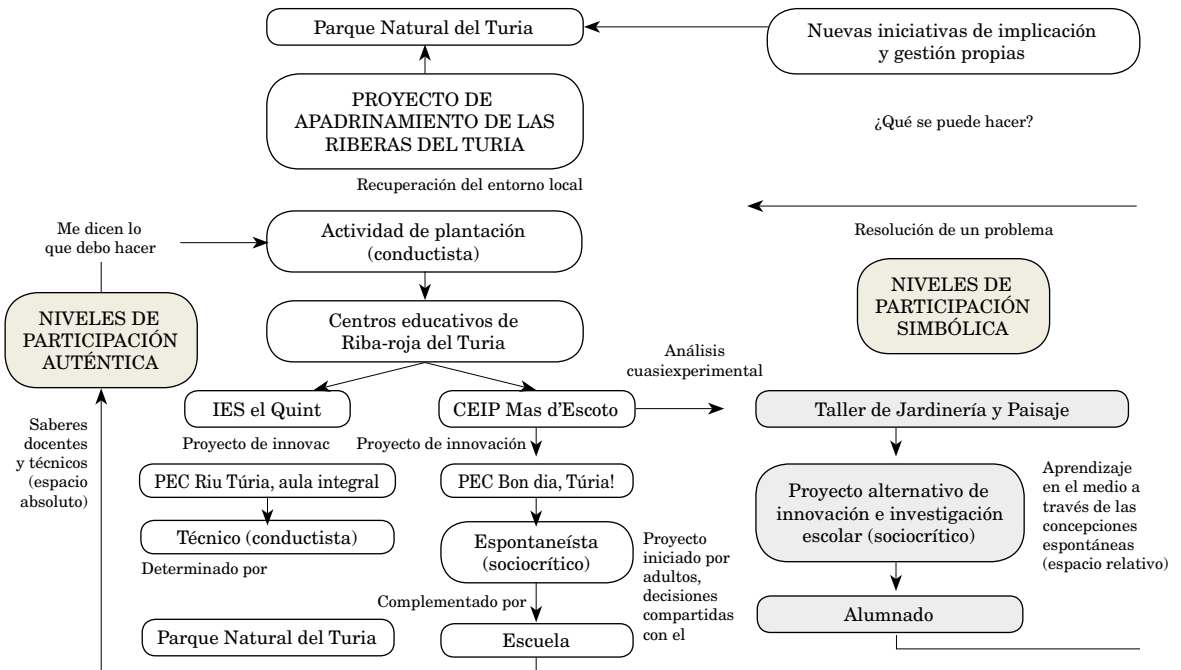 Parque Natural del Turia
Nuevas iniciativas de implicación
y gestión propias
PROYECTO DE
APADRINAMIENTO DE LAS
RIBERAS DEL TURIA
¿Qué se puede hacer?
Recuperación del entorno local
Me dicen lo
que debo hacer
Actividad de plantación
(conductista)
Resolución de un problema
NIVELES DE
PARTICIPACIÓN
AUTÉNTICA
Centros educativos de
Riba-roja del Turia
NIVELES DE
PARTICIPACIÓN
SIMBÓLICA
Análisis
cuasiexperimental
IES el Quint
CEIP Mas d'Escoto
Taller de Jardinería y Paisaje
Saberes
docentes
y técnicos
(espacio
absoluto)
Proyecto de innovac
Proyecto de innovación
PEC Riu Túria, aula integral
PEC Bon dia, Túria!
Proyecto alternativo de
innovación e investigación
escolar (sociocrítico)
Aprendizaje
en el medio a
través de las
concepciones
espontáneas
(espacio relativo)
Técnico (conductista)
Espontaneísta
(sociocrítico)
Proyecto
iniciado por
adultos,
decisiones
compartidas
con el
Determinado por
Complementado por
Alumnado
Parque Natural del Turia
Escuela